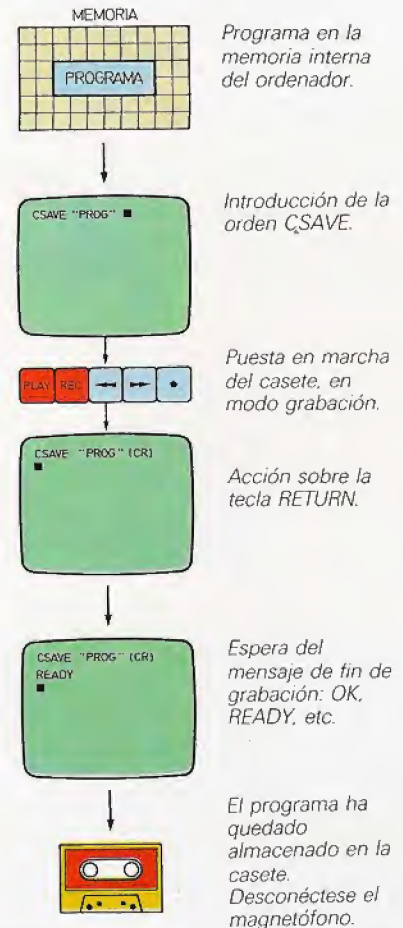 MEMORIA
PROGRAMA
Programa en la
memoria interna
del ordenador.
CSAVE "PROG" ■
Introducción de la
orden CSAVE.
PLAY REC ◄◄ ►► •
Puesta en marcha
del casete, en
modo grabación.
CSAVE "PROG" (CR)
■
Acción sobre la
tecla RETURN.
CSAVE "PROG" (CR)
READY
■
Espera del
mensaje de fin de
grabación: OK,
READY, etc.
El programa ha
quedado
almacenado en la
casete.
Desconéctese el
magnetófono.